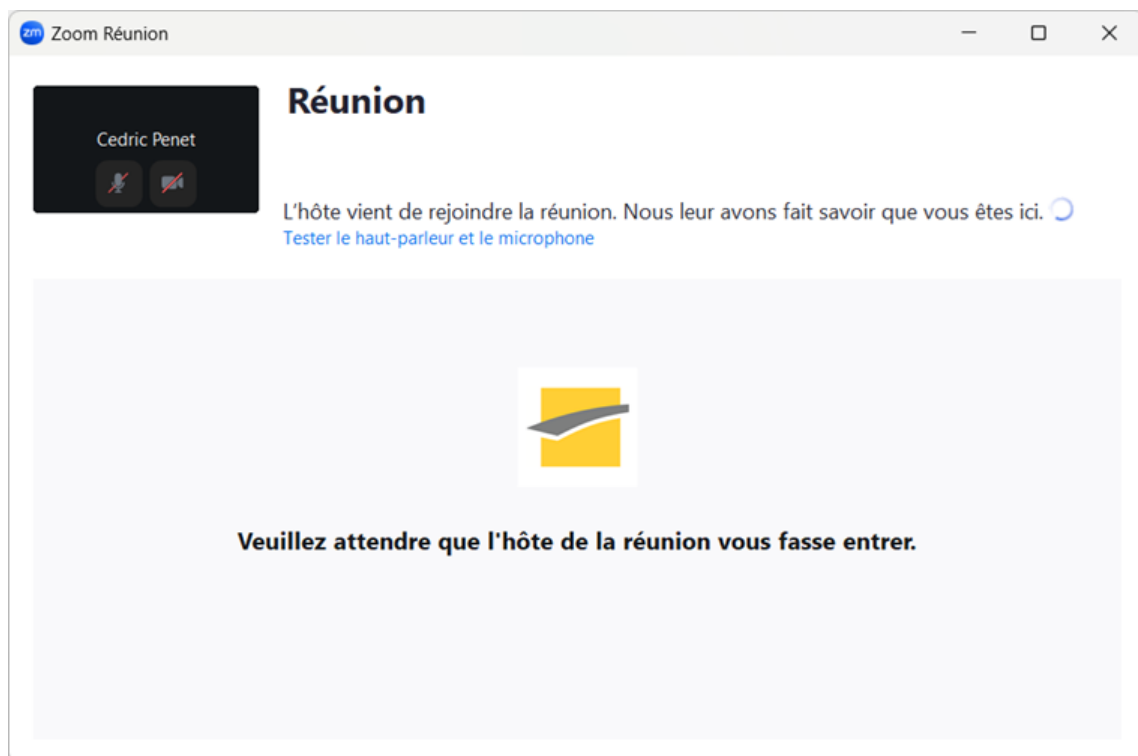 zm Zoom Réunion
Réunion
Cedric Penet
L'hôte vient de rejoindre la réunion. Nous leur avons fait savoir que vous êtes ici.
Tester le haut-parleur et le microphone
Veuillez attendre que l'hôte de la réunion vous fasse entrer.